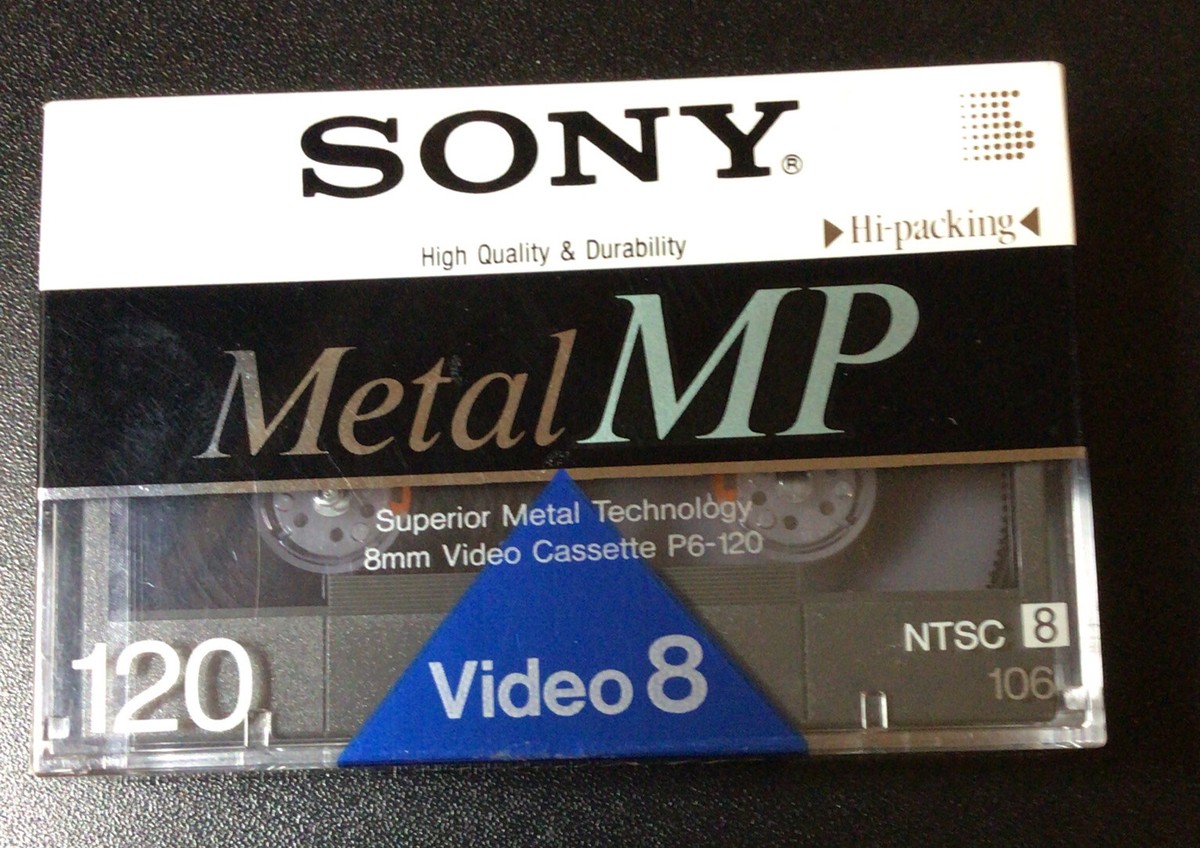 SONY®
▶Hi-packing◀
High Quality & Durability
Metal MP
Superior Metal Technology
8mm Video Cassette P6-120
NTSC 8
106
120
Video 8